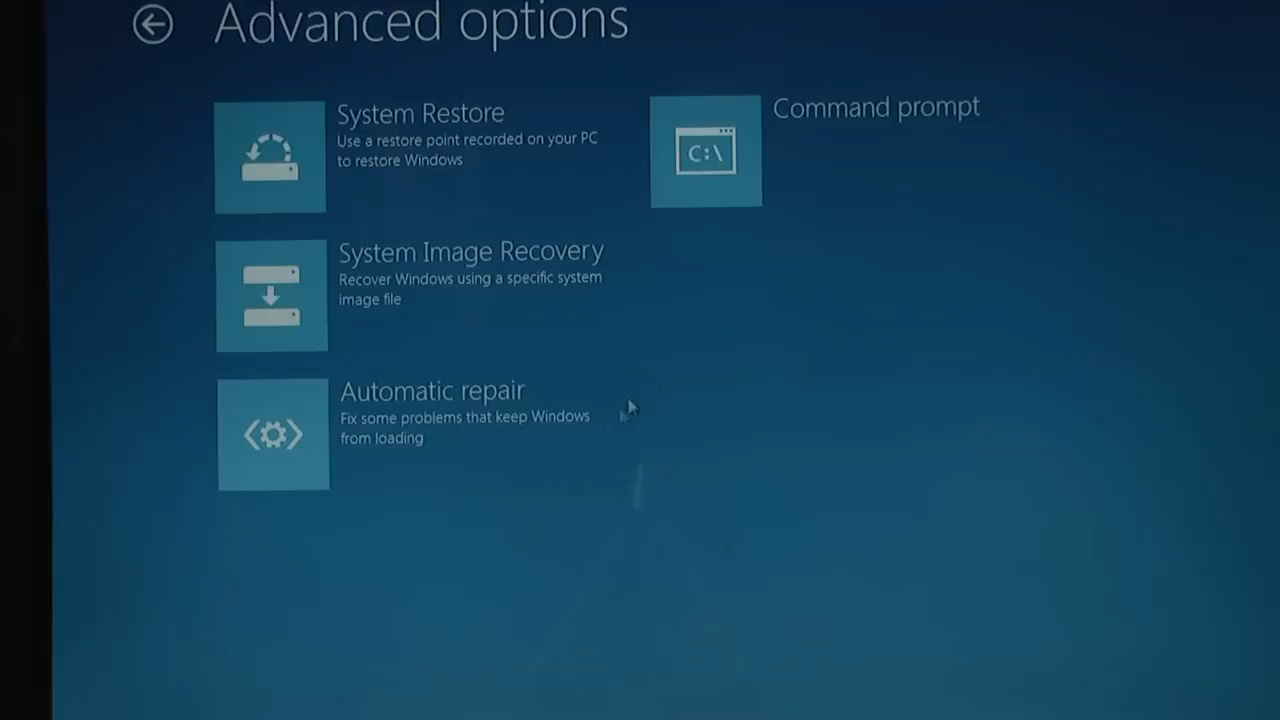 Advanced options
System Restore
Use a restore point recorded on your PC
to restore Windows
Command prompt
C:\
System Image Recovery
Recover Windows using a specific system
image file
Automatic repair
Fix some problems that keep Windows
from loading